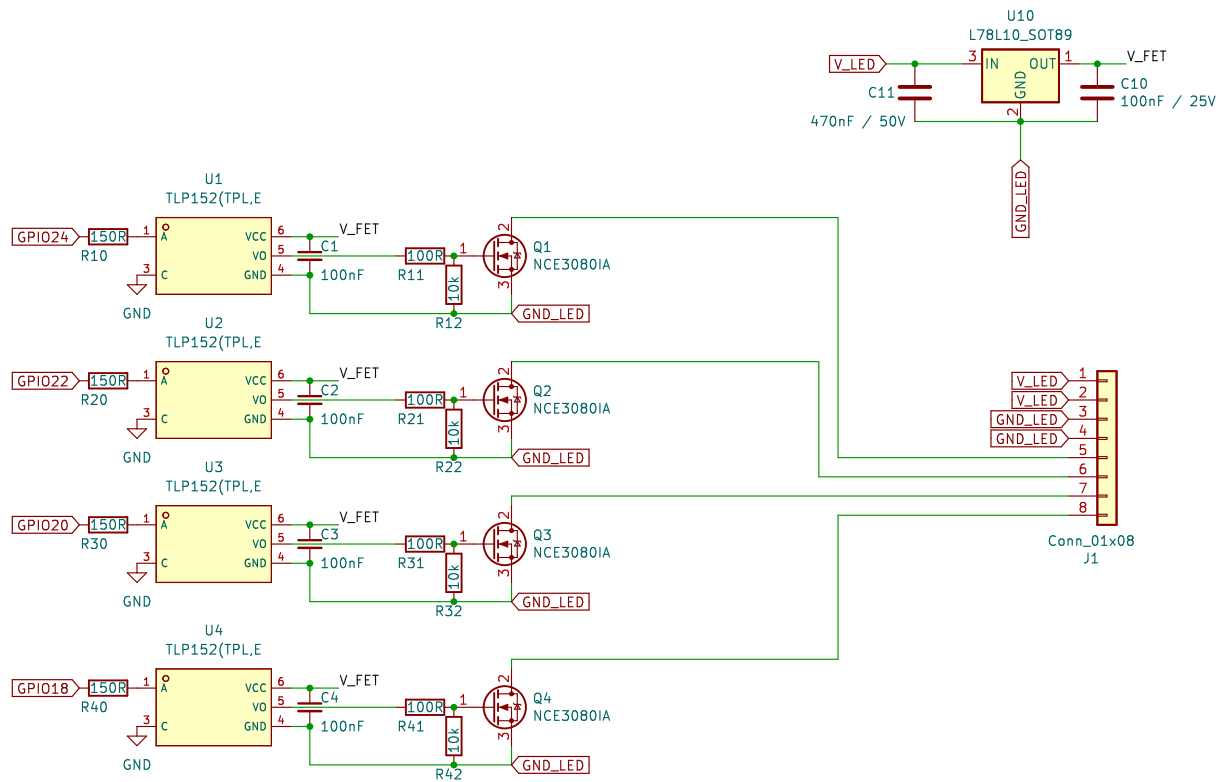 U10
L78L10_SOT89
V_LED
3
IN
OUT
1
V_FET
GND
2
C11
470nF / 50V
C10
100nF / 25V
GND_LED
U1
TLP152(TPL,E
GPIO24
150R
R10
1
A
3
C
GND
VCC
6
VO
5
GND
4
V_FET
C1
100nF
100R
R11
10k
R12
1
2
3
Q1
NCE3080IA
GND_LED
U2
TLP152(TPL,E
GPIO22
150R
R20
1
A
3
C
GND
VCC
6
VO
5
GND
4
V_FET
C2
100nF
100R
R21
10k
R22
1
2
3
Q2
NCE3080IA
GND_LED
U3
TLP152(TPL,E
GPIO20
150R
R30
1
A
3
C
GND
VCC
6
VO
5
GND
4
V_FET
C3
100nF
100R
R31
10k
R32
1
2
3
Q3
NCE3080IA
GND_LED
U4
TLP152(TPL,E
GPIO18
150R
R40
1
A
3
C
GND
VCC
6
VO
5
GND
4
V_FET
C4
100nF
100R
R41
10k
R42
1
2
3
Q4
NCE3080IA
GND_LED
V_LED 1
V_LED 2
GND_LED 3
GND_LED 4
5
6
7
8
Conn_01x08
J1